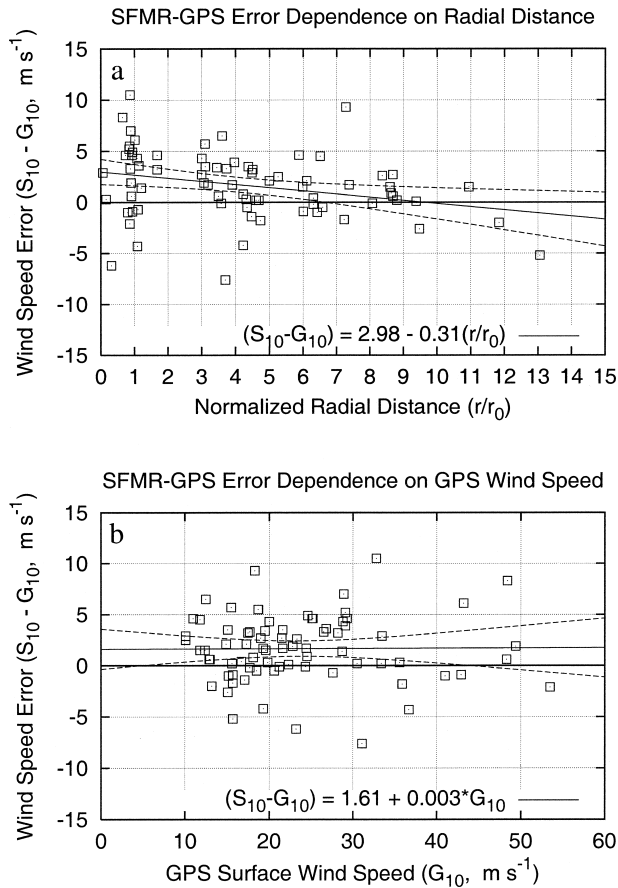 SFMR-GPS Error Dependence on Radial Distance
a
Wind Speed Error (S10 - G10, m s-1)
15
10
5
0
-5
-10
-15
(S10-G10) = 2.98 - 0.31(r/r0)
0 1 2 3 4 5 6 7 8 9 10 11 12 13 14 15
Normalized Radial Distance (r/r0)
SFMR-GPS Error Dependence on GPS Wind Speed
b
Wind Speed Error (S10 - G10, m s-1)
15
10
5
0
-5
-10
-15
(S10-G10) = 1.61 + 0.003*G10
0 10 20 30 40 50 60
GPS Surface Wind Speed (G10, m s-1)